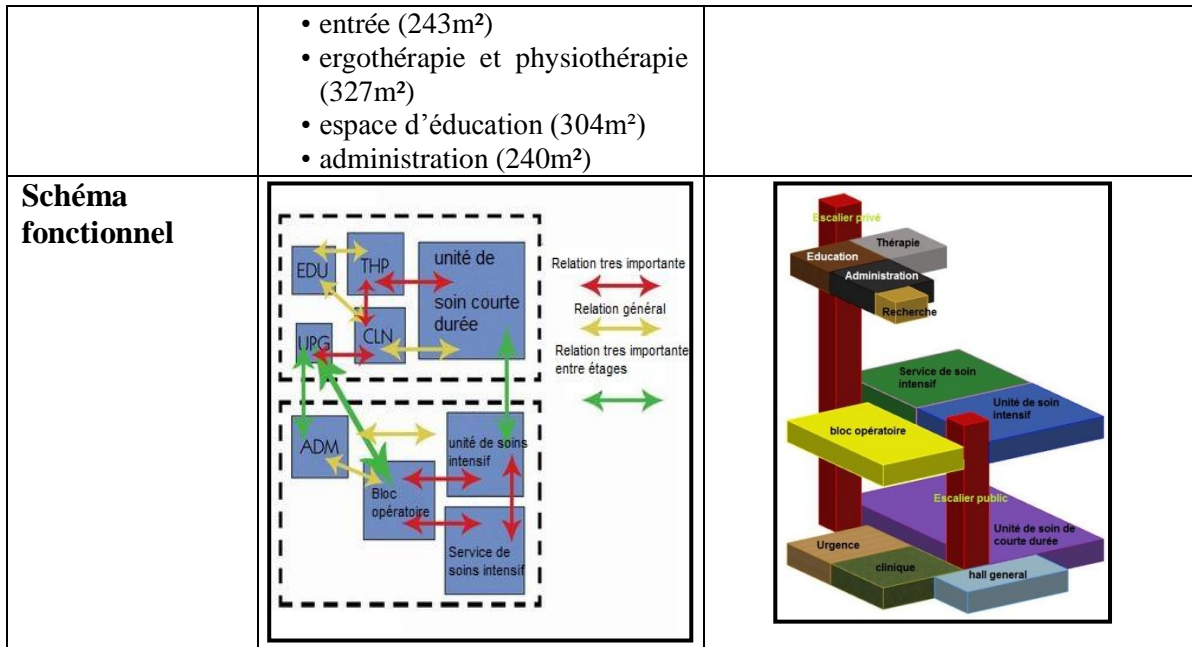 • entrée (243m²)
• ergothérapie et physiothérapie
(327m²)
• espace d’éducation (304m²)
• administration (240m²)
Schéma
fonctionnel
EDU
THP
unité de
soin courte
durée
UPG
CLN
ADM
Bloc
opératoire
unité de soins
intensif
Service de
soins intensif
Relation tres importante
Relation général
Relation tres importante
entre étages
Escalier privé
Thérapie
Education
Administration
Recherche
Service de soin
intensif
Unité de soin
intensif
bloc opératoire
Escalier public
Unité de soin de
courte durée
Urgence
clinique
hall general